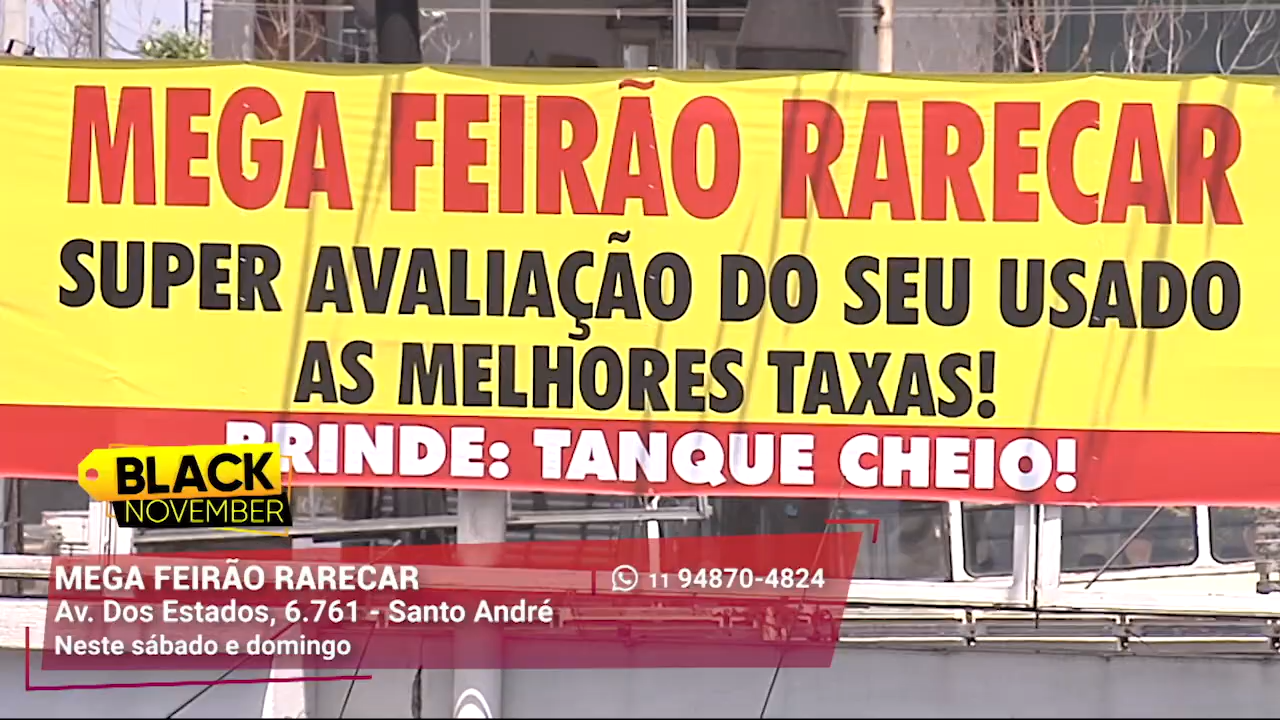 MEGA FEIRÃO RARECAR
SUPER AVALIAÇÃO DO SEU USADO
AS MELHORES TAXAS!
BRINDE: TANQUE CHEIO!
BLACK
NOVEMBER
MEGA FEIRÃO RARECAR
11 94870-4824
Av. Dos Estados, 6.761 - Santo André
Neste sábado e domingo